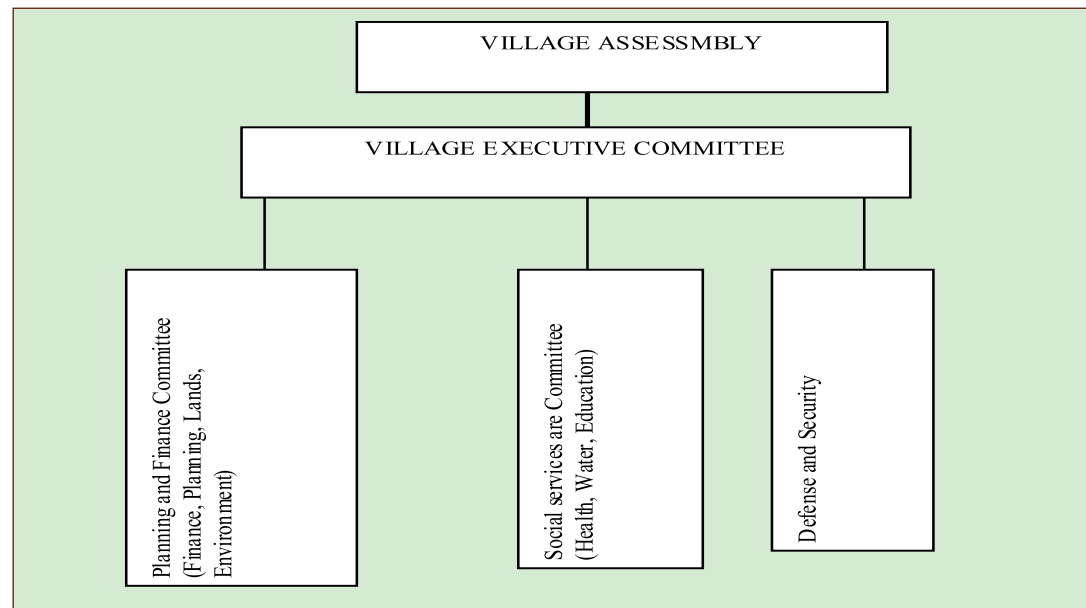 VILLAGE ASSESSMBLY
VILLAGE EXECUTIVE COMMITTEE
Planning and Finance Committee
(Finance, Planning, Lands,
Environment)
Social services are Committee
(Health, Water, Education)
Defense and Security